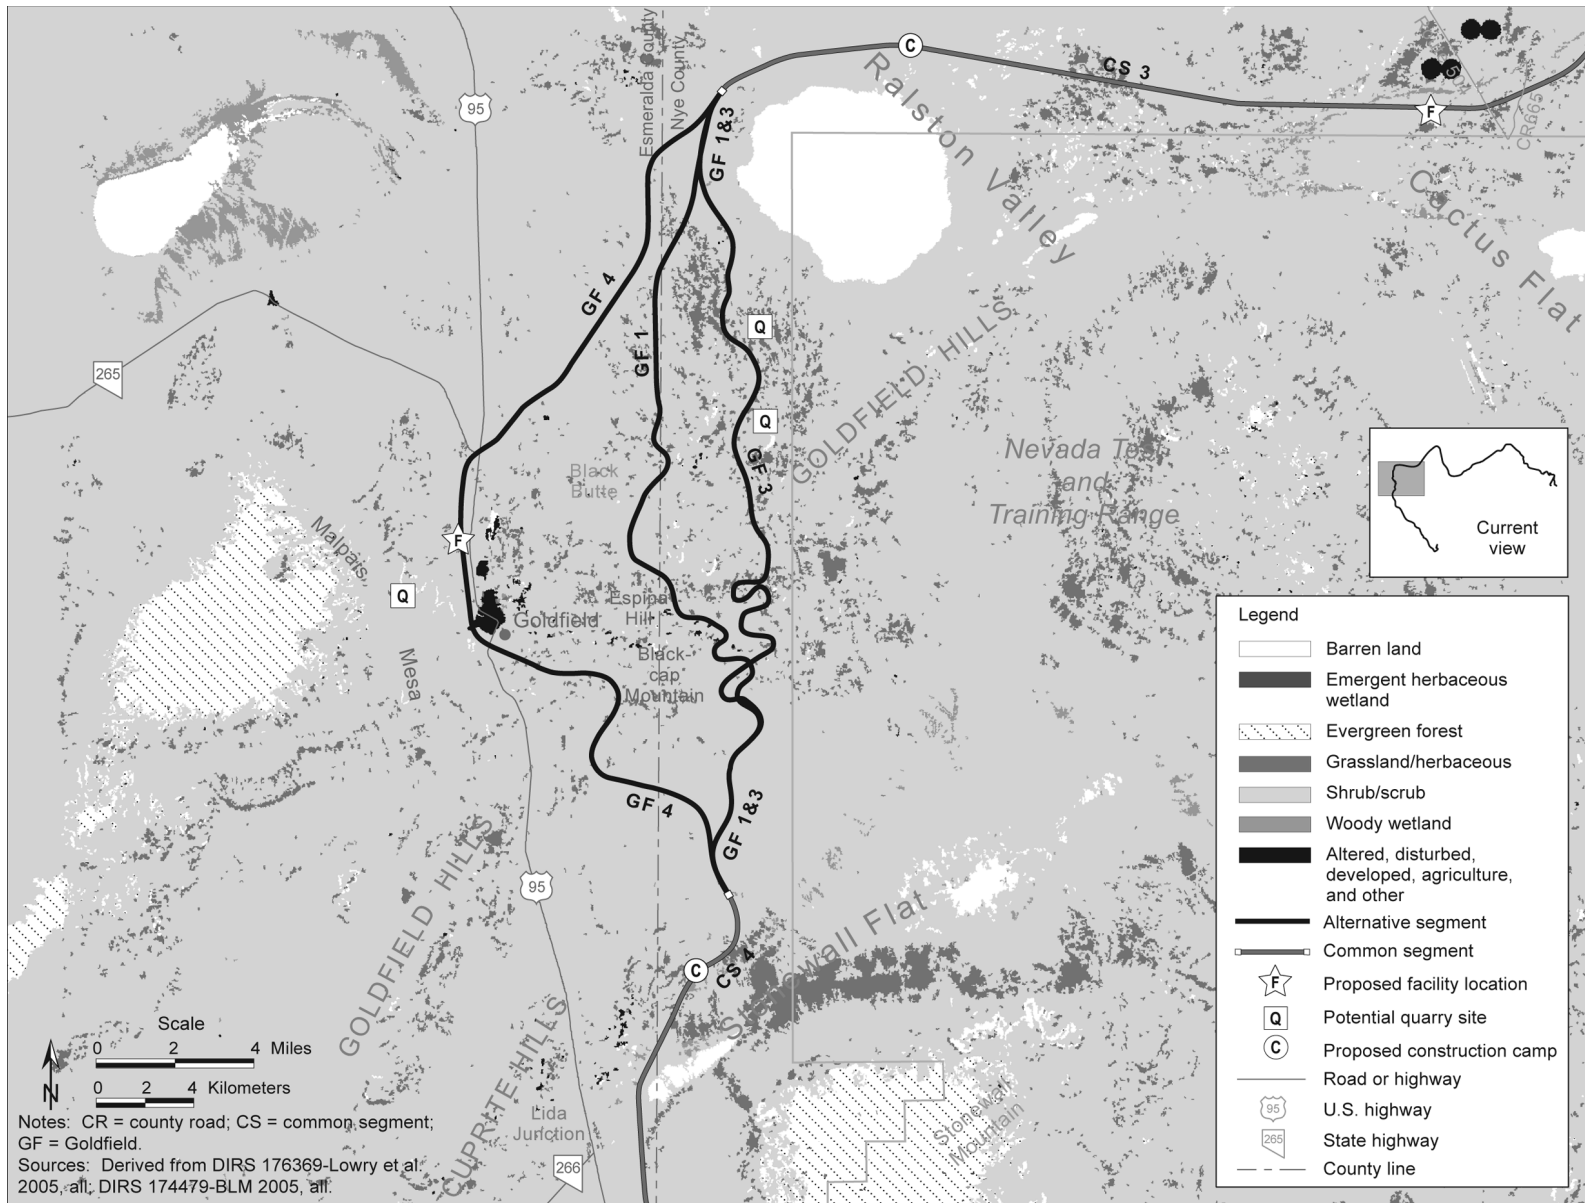 95
Esmeralda County
Nye County
C
CS 3
F
CR665
Ralston Valley
Cactus Flat
GF 1&3
GF 4
GF 1
265
Q
Q
GF 3
GOLDFIELD HILLS
Nevada Test
and
Training Range
Black
Butte
Malpais
Mesa
F
Q
Goldfield
Espina
Hill
Black
cap
Mountain
GF 4
GF 1&3
95
GOLDFIELD HILLS
C
CS 4
Stonewall Flat
CUPRITE HILLS
Lida
Junction
266
Stonewall
Mountain
Current
view
Legend
Barren land
Emergent herbaceous
wetland
Evergreen forest
Grassland/herbaceous
Shrub/scrub
Woody wetland
Altered, disturbed,
developed, agriculture,
and other
Alternative segment
Common segment
F Proposed facility location
Q Potential quarry site
C Proposed construction camp
Road or highway
95 U.S. highway
265 State highway
County line
Scale
0 2 4 Miles
0 2 4 Kilometers
N
Notes: CR = county road; CS = common segment;
GF = Goldfield.
Sources: Derived from DIRS 176369-Lowry et al.
2005, all; DIRS 174479-BLM 2005, all.